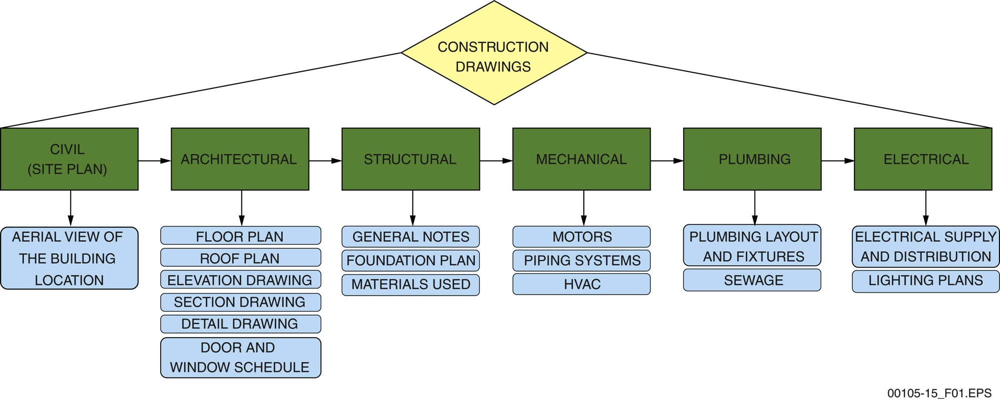 CONSTRUCTION
DRAWINGS
CIVIL
(SITE PLAN)
ARCHITECTURAL
STRUCTURAL
MECHANICAL
PLUMBING
ELECTRICAL
AERIAL VIEW OF
THE BUILDING
LOCATION
FLOOR PLAN
ROOF PLAN
ELEVATION DRAWING
SECTION DRAWING
DETAIL DRAWING
DOOR AND
WINDOW SCHEDULE
GENERAL NOTES
FOUNDATION PLAN
MATERIALS USED
MOTORS
PIPING SYSTEMS
HVAC
PLUMBING LAYOUT
AND FIXTURES
SEWAGE
ELECTRICAL SUPPLY
AND DISTRIBUTION
LIGHTING PLANS
00105-15_F01.EPS